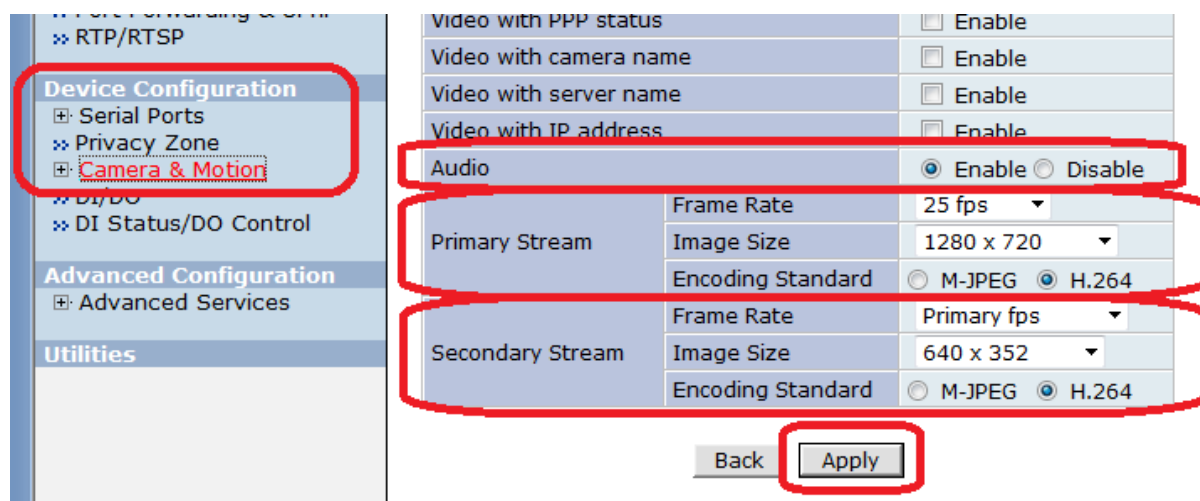 RTP/RTSP
Device Configuration
Serial Ports
Privacy Zone
Camera & Motion
DI/DO
DI Status/DO Control
Advanced Configuration
Advanced Services
Utilities
Video with PPP status Enable
Video with camera name Enable
Video with server name Enable
Video with IP address Enable
Audio Enable Disable
Primary Stream
Frame Rate 25 fps
Image Size 1280 x 720
Encoding Standard M-JPEG H.264
Secondary Stream
Frame Rate Primary fps
Image Size 640 x 352
Encoding Standard M-JPEG H.264
Back Apply